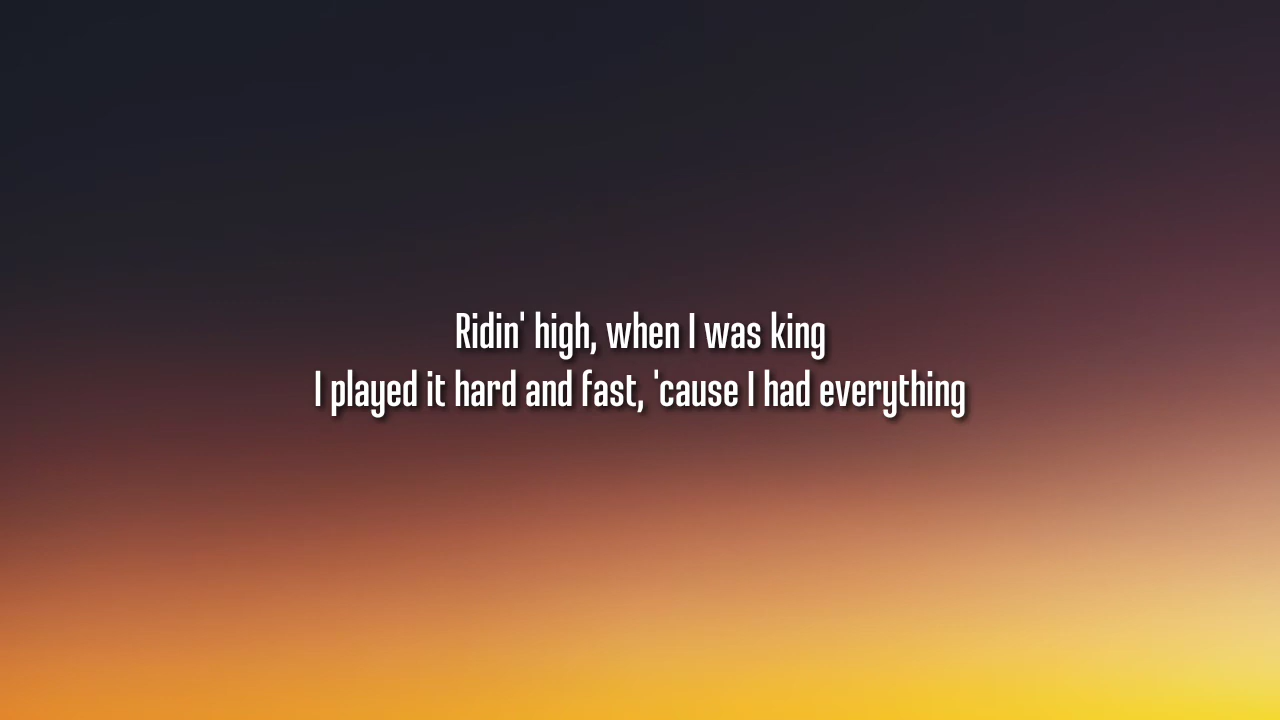 Ridin' high, when I was king
I played it hard and fast, 'cause I had everything